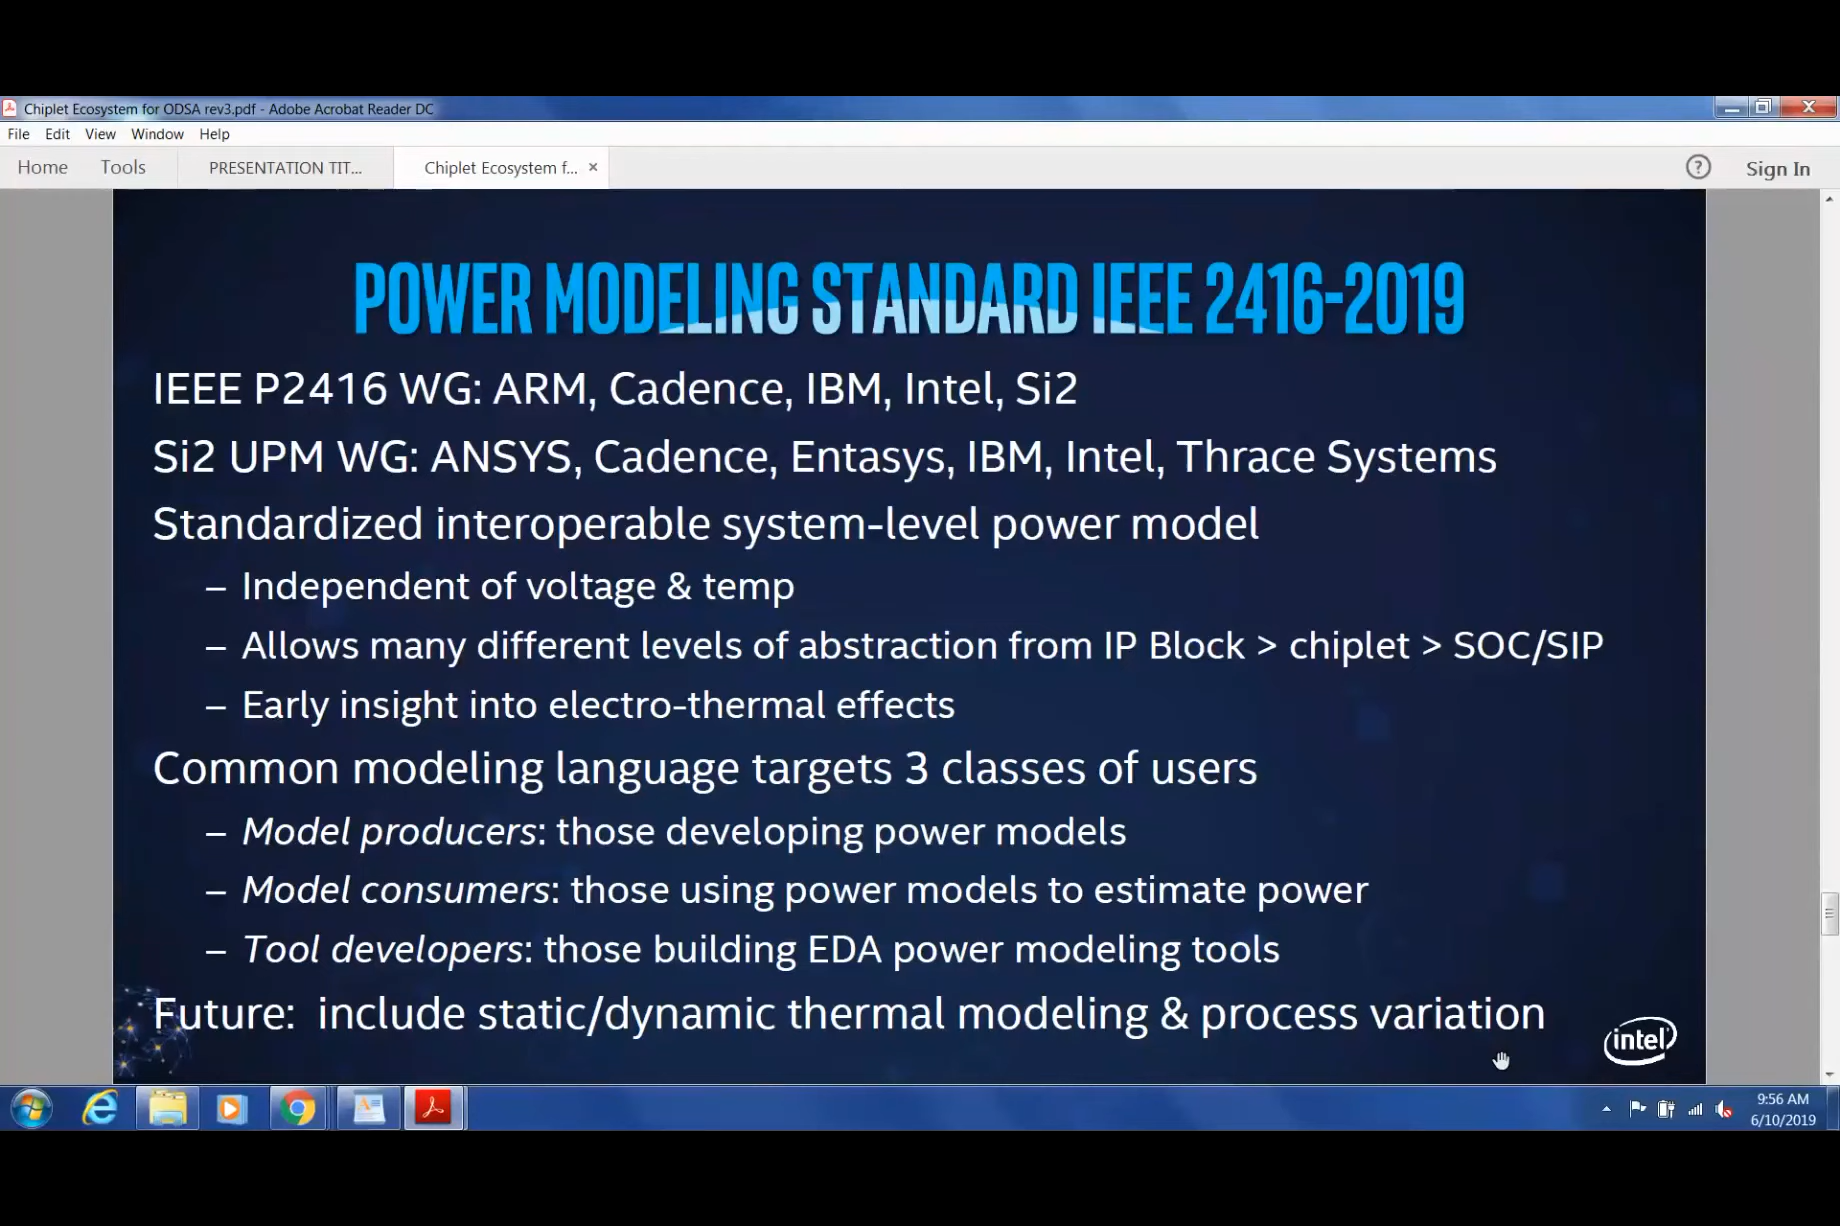 Chiplet Ecosystem for ODSA rev3.pdf - Adobe Acrobat Reader DC
File Edit View Window Help
Home Tools PRESENTATION TIT... Chiplet Ecosystem f... × ? Sign In
POWER MODELING STANDARD IEEE 2416-2019
IEEE P2416 WG: ARM, Cadence, IBM, Intel, Si2
Si2 UPM WG: ANSYS, Cadence, Entasys, IBM, Intel, Thrace Systems
Standardized interoperable system-level power model
– Independent of voltage & temp
– Allows many different levels of abstraction from IP Block > chiplet > SOC/SIP
– Early insight into electro-thermal effects
Common modeling language targets 3 classes of users
– Model producers: those developing power models
– Model consumers: those using power models to estimate power
– Tool developers: those building EDA power modeling tools
Future: include static/dynamic thermal modeling & process variation
intel
9:56 AM
6/10/2019